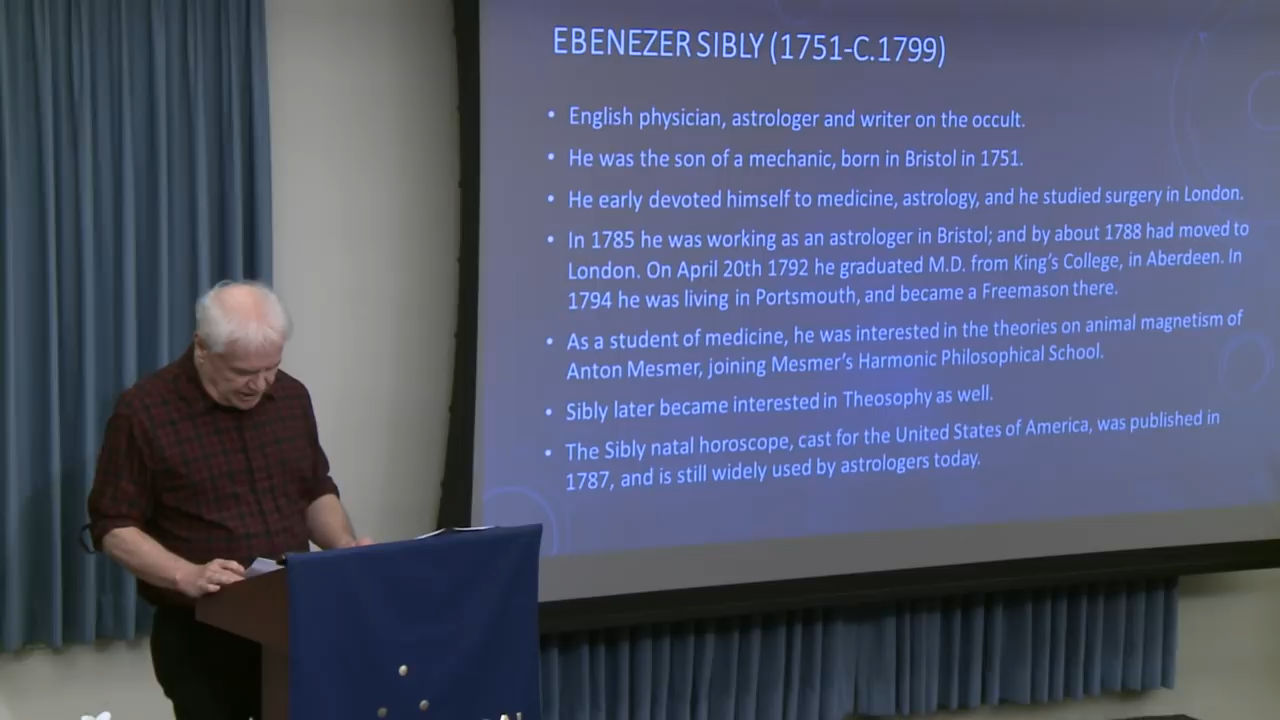 EBENEZER SIBLY (1751-C.1799)
• English physician, astrologer and writer on the occult.
• He was the son of a mechanic, born in Bristol in 1751.
• He early devoted himself to medicine, astrology, and he studied surgery in London.
• In 1785 he was working as an astrologer in Bristol; and by about 1788 had moved to
London. On April 20th 1792 he graduated M.D. from King's College, in Aberdeen. In
1794 he was living in Portsmouth, and became a Freemason there.
• As a student of medicine, he was interested in the theories on animal magnetism of
Anton Mesmer, joining Mesmer's Harmonic Philosophical School.
• Sibly later became interested in Theosophy as well.
• The Sibly natal horoscope, cast for the United States of America, was published in
1787, and is still widely used by astrologers today.